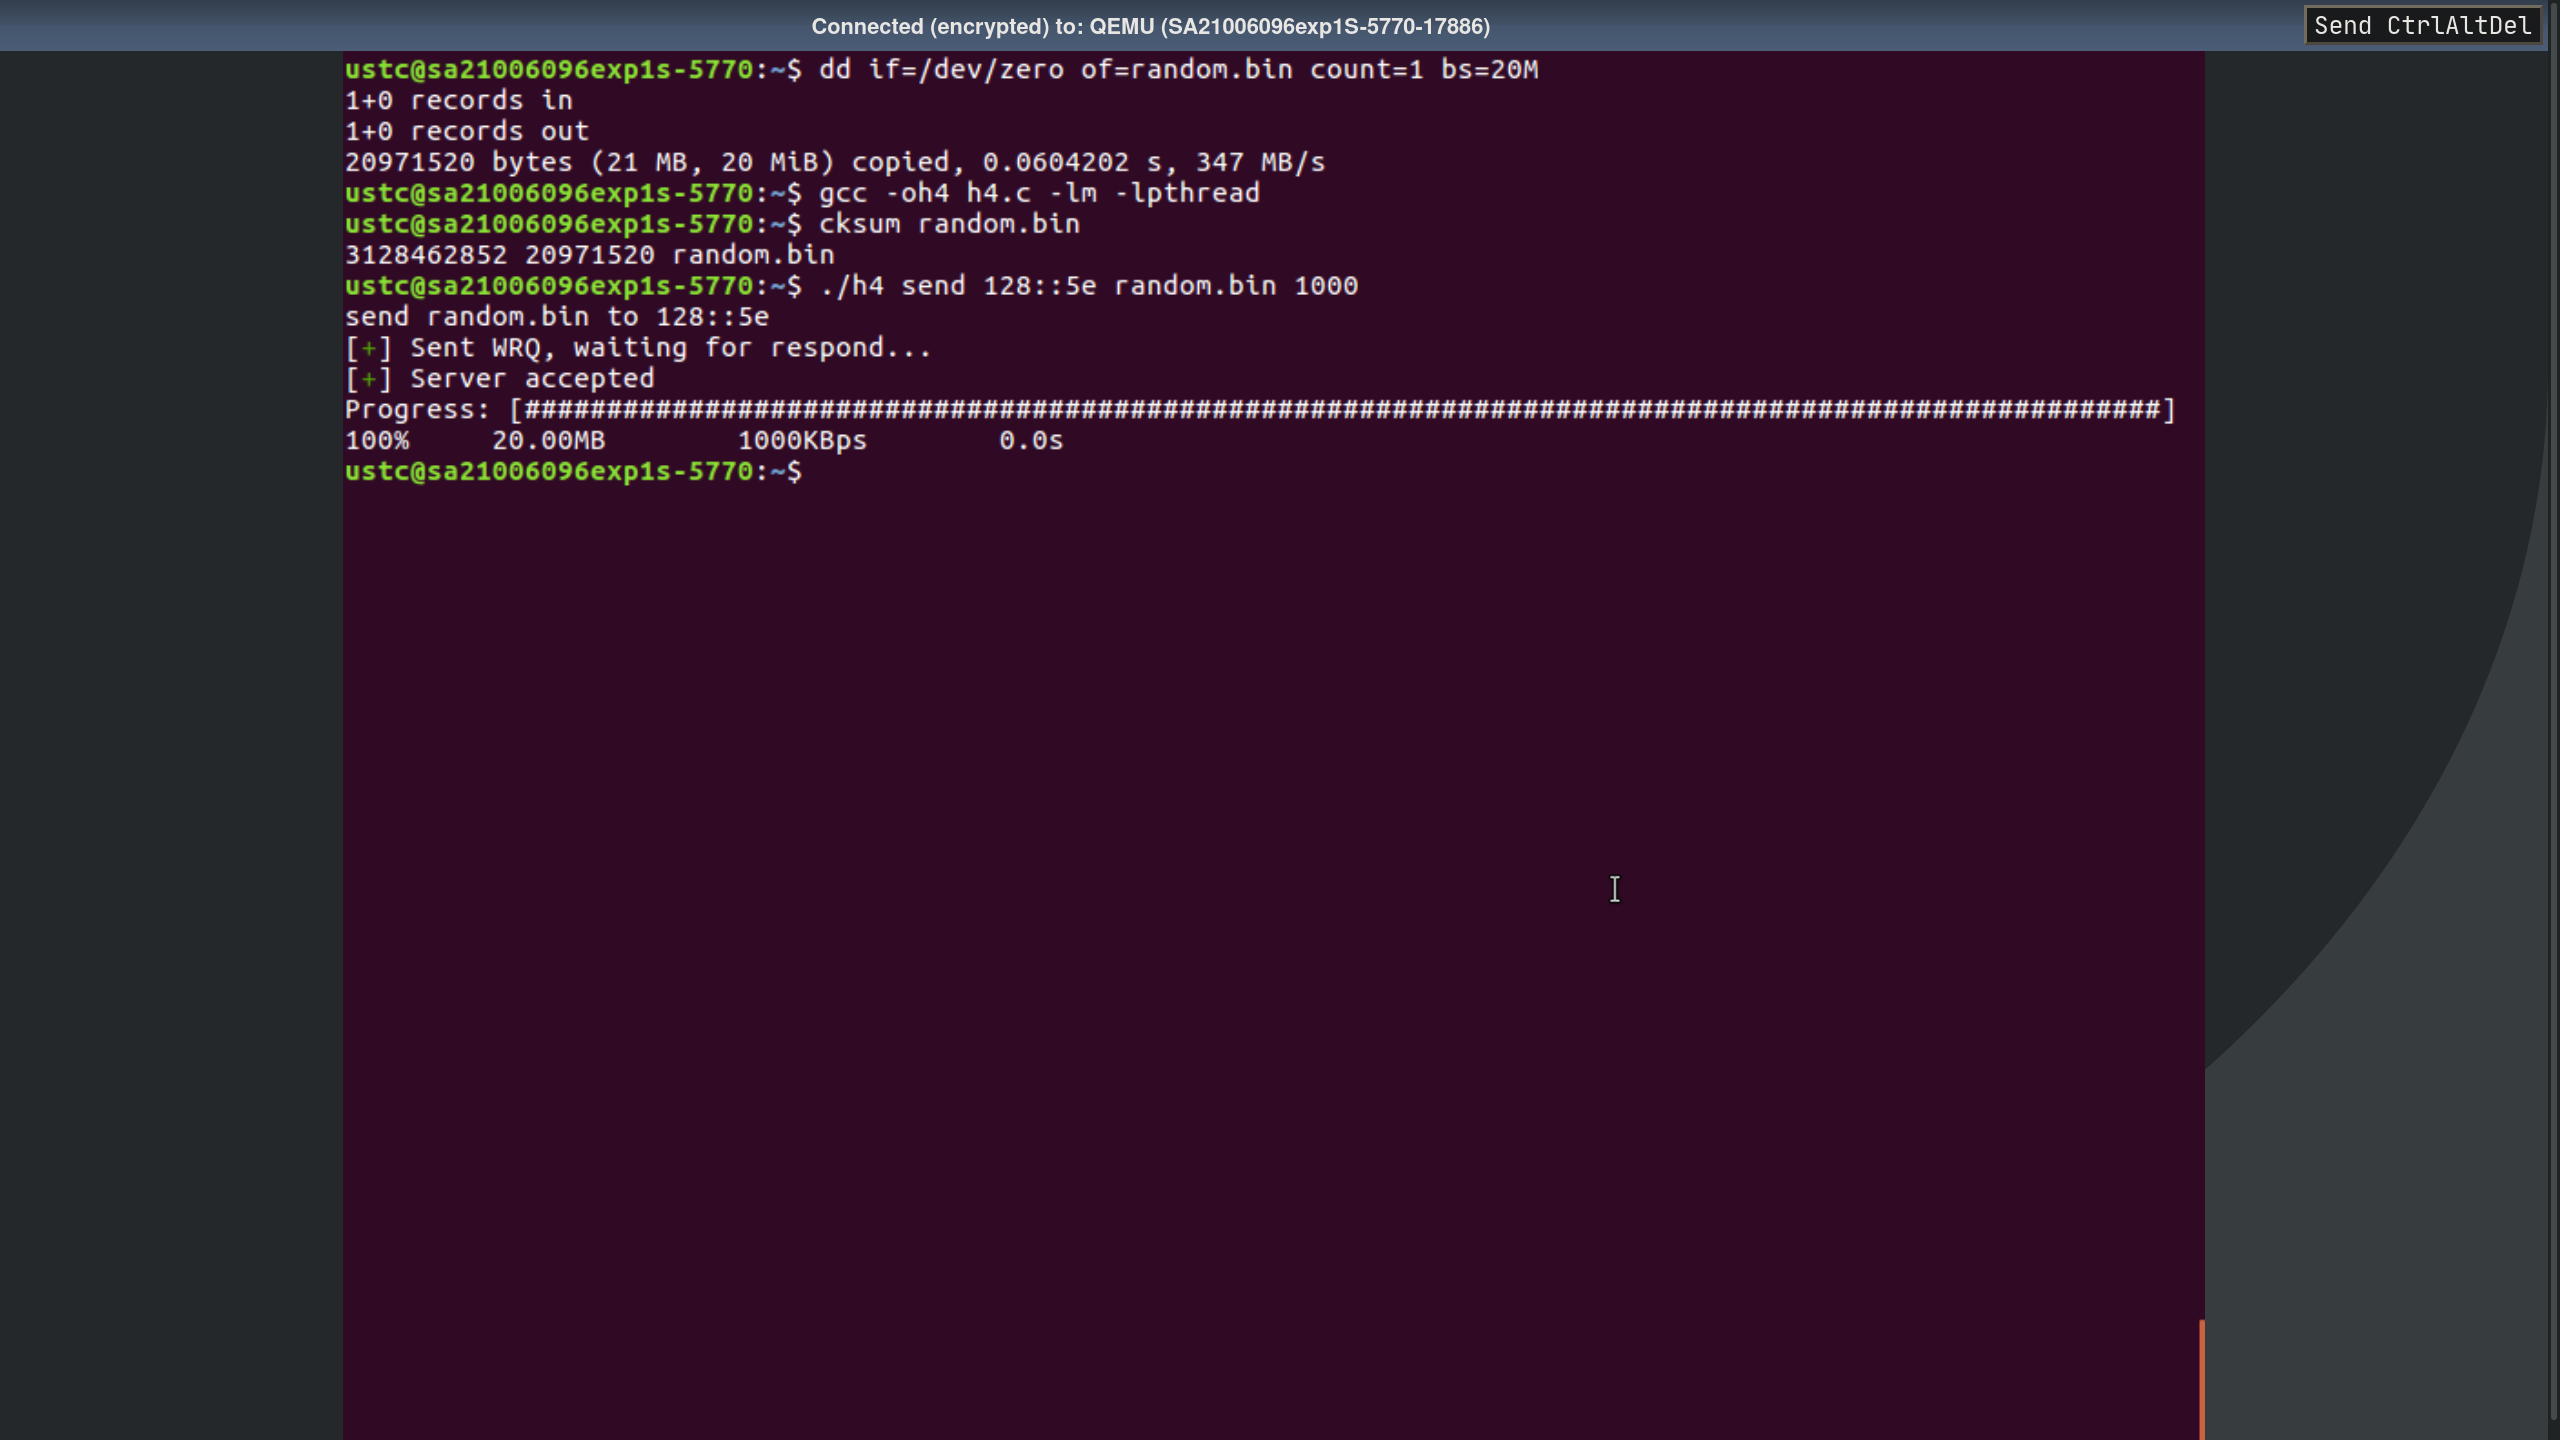 Connected (encrypted) to: QEMU (SA21006096exp1S-5770-17886)
Send CtrlAltDel
ustc@sa21006096exp1s-5770:~$ dd if=/dev/zero of=random.bin count=1 bs=20M
1+0 records in
1+0 records out
20971520 bytes (21 MB, 20 MiB) copied, 0.0604202 s, 347 MB/s
ustc@sa21006096exp1s-5770:~$ gcc -oh4 h4.c -lm -lpthread
ustc@sa21006096exp1s-5770:~$ cksum random.bin
3128462852 20971520 random.bin
ustc@sa21006096exp1s-5770:~$ ./h4 send 128::5e random.bin 1000
send random.bin to 128::5e
[+] Sent WRQ, waiting for respond...
[+] Server accepted
Progress: [####################################################################################################]
100%     20.00MB        1000KBps        0.0s
ustc@sa21006096exp1s-5770:~$